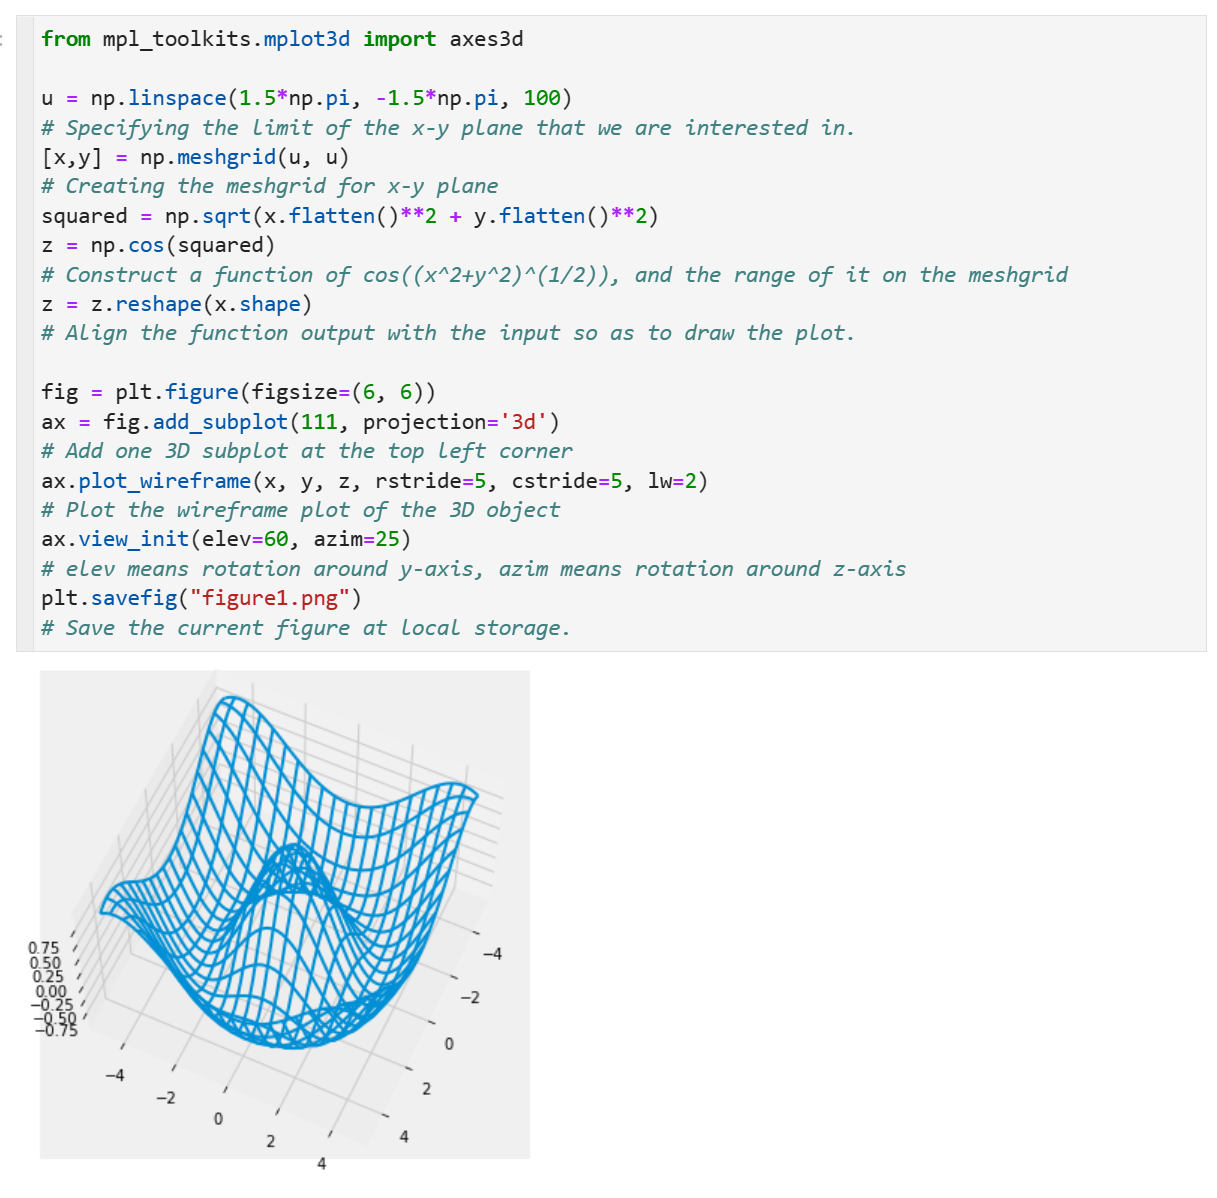 from mpl_toolkits.mplot3d import axes3d
u = np.linspace(1.5*np.pi, -1.5*np.pi, 100)
# Specifying the limit of the x-y plane that we are interested in.
[x,y] = np.meshgrid(u, u)
# Creating the meshgrid for x-y plane
squared = np.sqrt(x.flatten()**2 + y.flatten()**2)
z = np.cos(squared)
# Construct a function of cos((x^2+y^2)^(1/2)), and the range of it on the meshgrid
z = z.reshape(x.shape)
# Align the function output with the input so as to draw the plot.
fig = plt.figure(figsize=(6, 6))
ax = fig.add_subplot(111, projection='3d')
# Add one 3D subplot at the top left corner
ax.plot_wireframe(x, y, z, rstride=5, cstride=5, lw=2)
# Plot the wireframe plot of the 3D object
ax.view_init(elev=60, azim=25)
# elev means rotation around y-axis, azim means rotation around z-axis
plt.savefig("figure1.png")
# Save the current figure at local storage.
0.75
0.50
0.25
0.00
−0.25
−0.50
−0.75
−4
−2
0
2
4
−4
−2
0
2
4